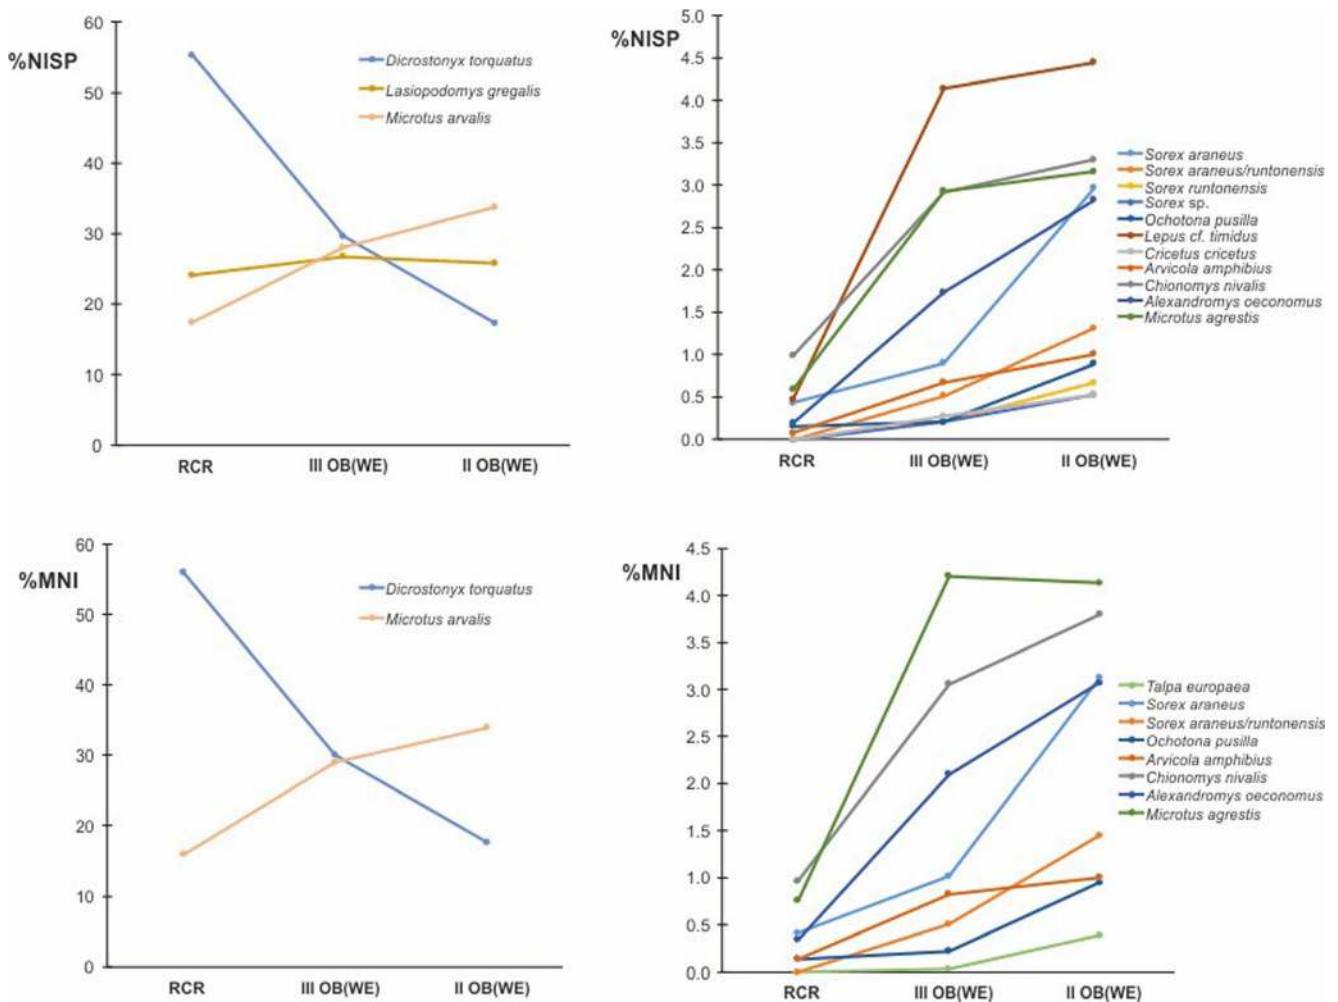 %NISP
60
50
40
30
20
10
0
Dicrostonyx torquatus
Lasiopodomys gregalis
Microtus arvalis
RCR III OB(WE) II OB(WE)
%NISP
5.0
4.5
4.0
3.5
3.0
2.5
2.0
1.5
1.0
0.5
0.0
Sorex araneus
Sorex araneus/runtonensis
Sorex runtonensis
Sorex sp.
Ochotona pusilla
Lepus cf. timidus
Cricetus cricetus
Arvicola amphibius
Chionomys nivalis
Alexandromys oeconomus
Microtus agrestis
RCR III OB(WE) II OB(WE)
%MNI
60
50
40
30
20
10
0
Dicrostonyx torquatus
Microtus arvalis
RCR III OB(WE) II OB(WE)
%MNI
4.5
4.0
3.5
3.0
2.5
2.0
1.5
1.0
0.5
0.0
Talpa europaea
Sorex araneus
Sorex araneus/runtonensis
Ochotona pusilla
Arvicola amphibius
Chionomys nivalis
Alexandromys oeconomus
Microtus agrestis
RCR III OB(WE) II OB(WE)